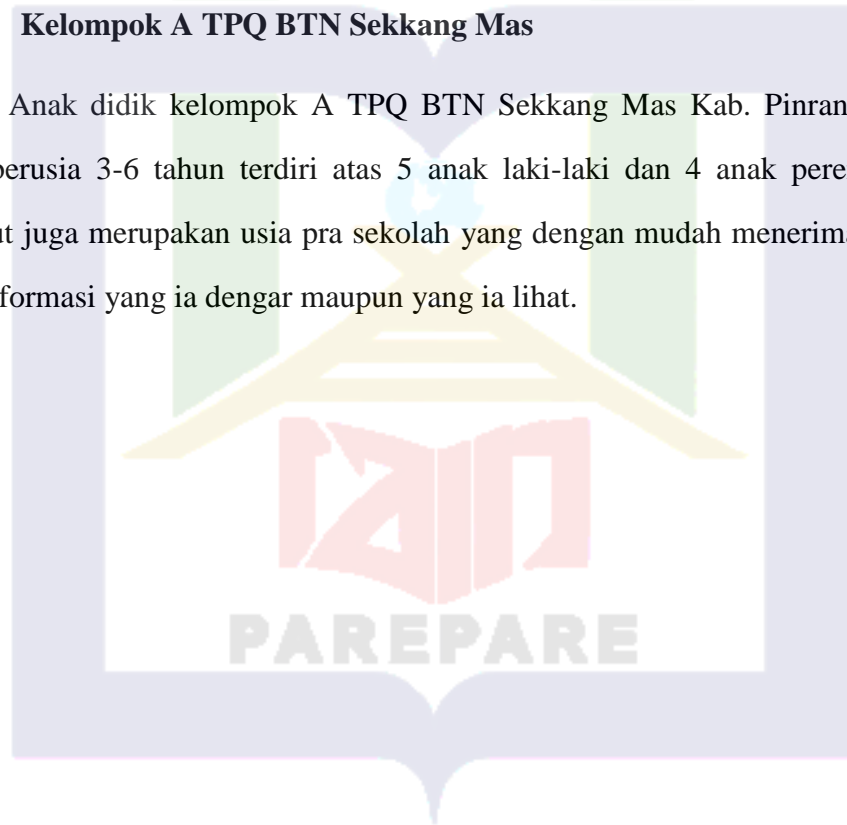 Kelompok A TPQ BTN Sekkang Mas
Anak didik kelompok A TPQ BTN Sekkang Mas Kab. Pinran
berusia 3-6 tahun terdiri atas 5 anak laki-laki dan 4 anak pere
ut juga merupakan usia pra sekolah yang dengan mudah menerima
formasi yang ia dengar maupun yang ia lihat.
iain
PAREPARE